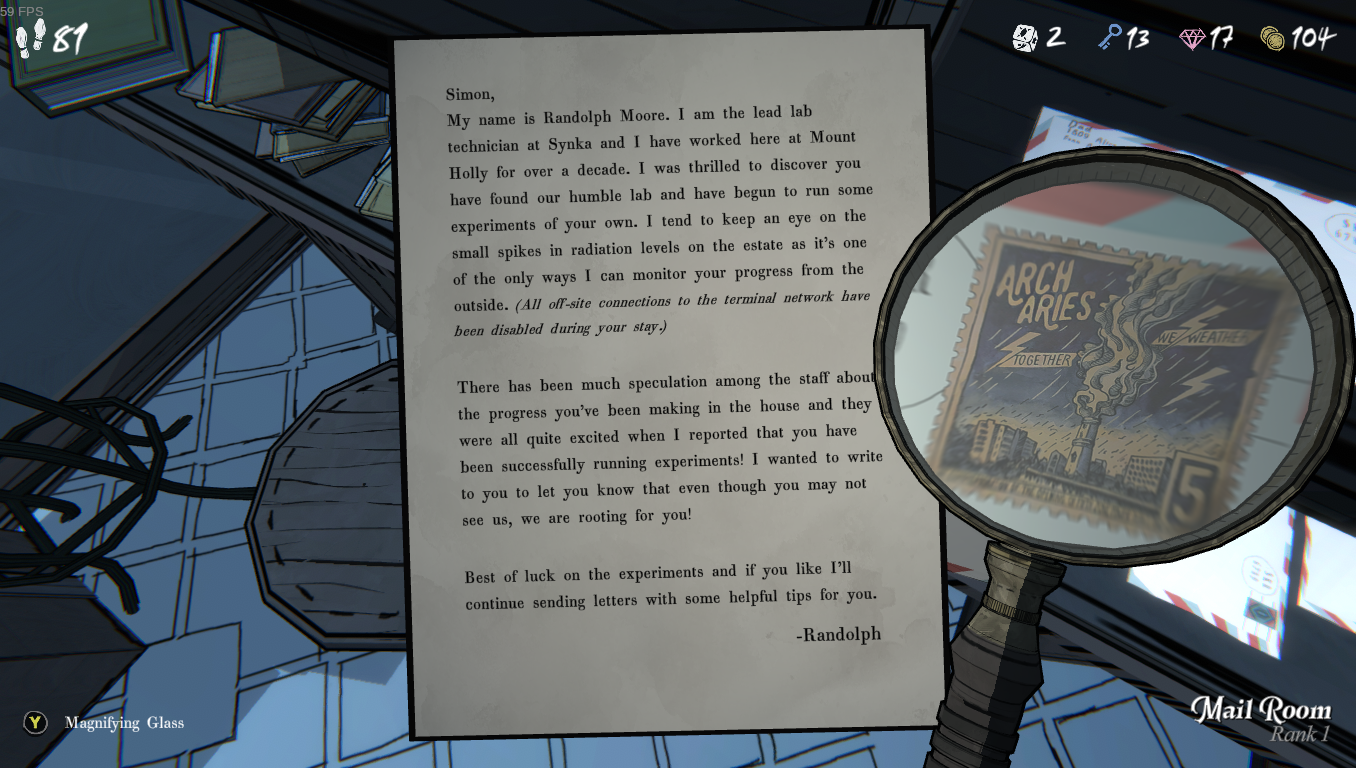 59 FPS
81
2
13
17
104
Simon,
My name is Randolph Moore. I am the lead lab
technician at Synka and I have worked here at Mount
Holly for over a decade. I was thrilled to discover you
have found our humble lab and have begun to run some
experiments of your own. I tend to keep an eye on the
small spikes in radiation levels on the estate as it's one
of the only ways I can monitor your progress from the
outside. (All off-site connections to the terminal network have
been disabled during your stay.)
There has been much speculation among the staff about
the progress you've been making in the house and they
were all quite excited when I reported that you have
been successfully running experiments! I wanted to write
to you to let you know that even though you may not
see us, we are rooting for you!
Best of luck on the experiments and if you like I'll
continue sending letters with some helpful tips for you.
-Randolph
Dad
1809
ARCH
ARIES
WE WEATHER
TOGETHER
5
Y Magnifying Glass
Mail Room
Rank 1